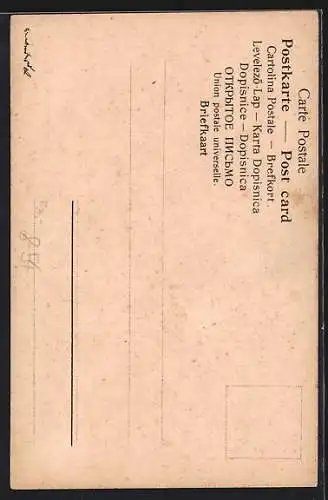 Carte Postale
Postkarte — Post card
Cartolina Postale — Brefkort.
Levelező-Lap — Karta Dopisnica
Dopisnice — Dopisnica
ОТКРЫТОЕ ПИСЬМО
Union postale universelle.
Briefkaart